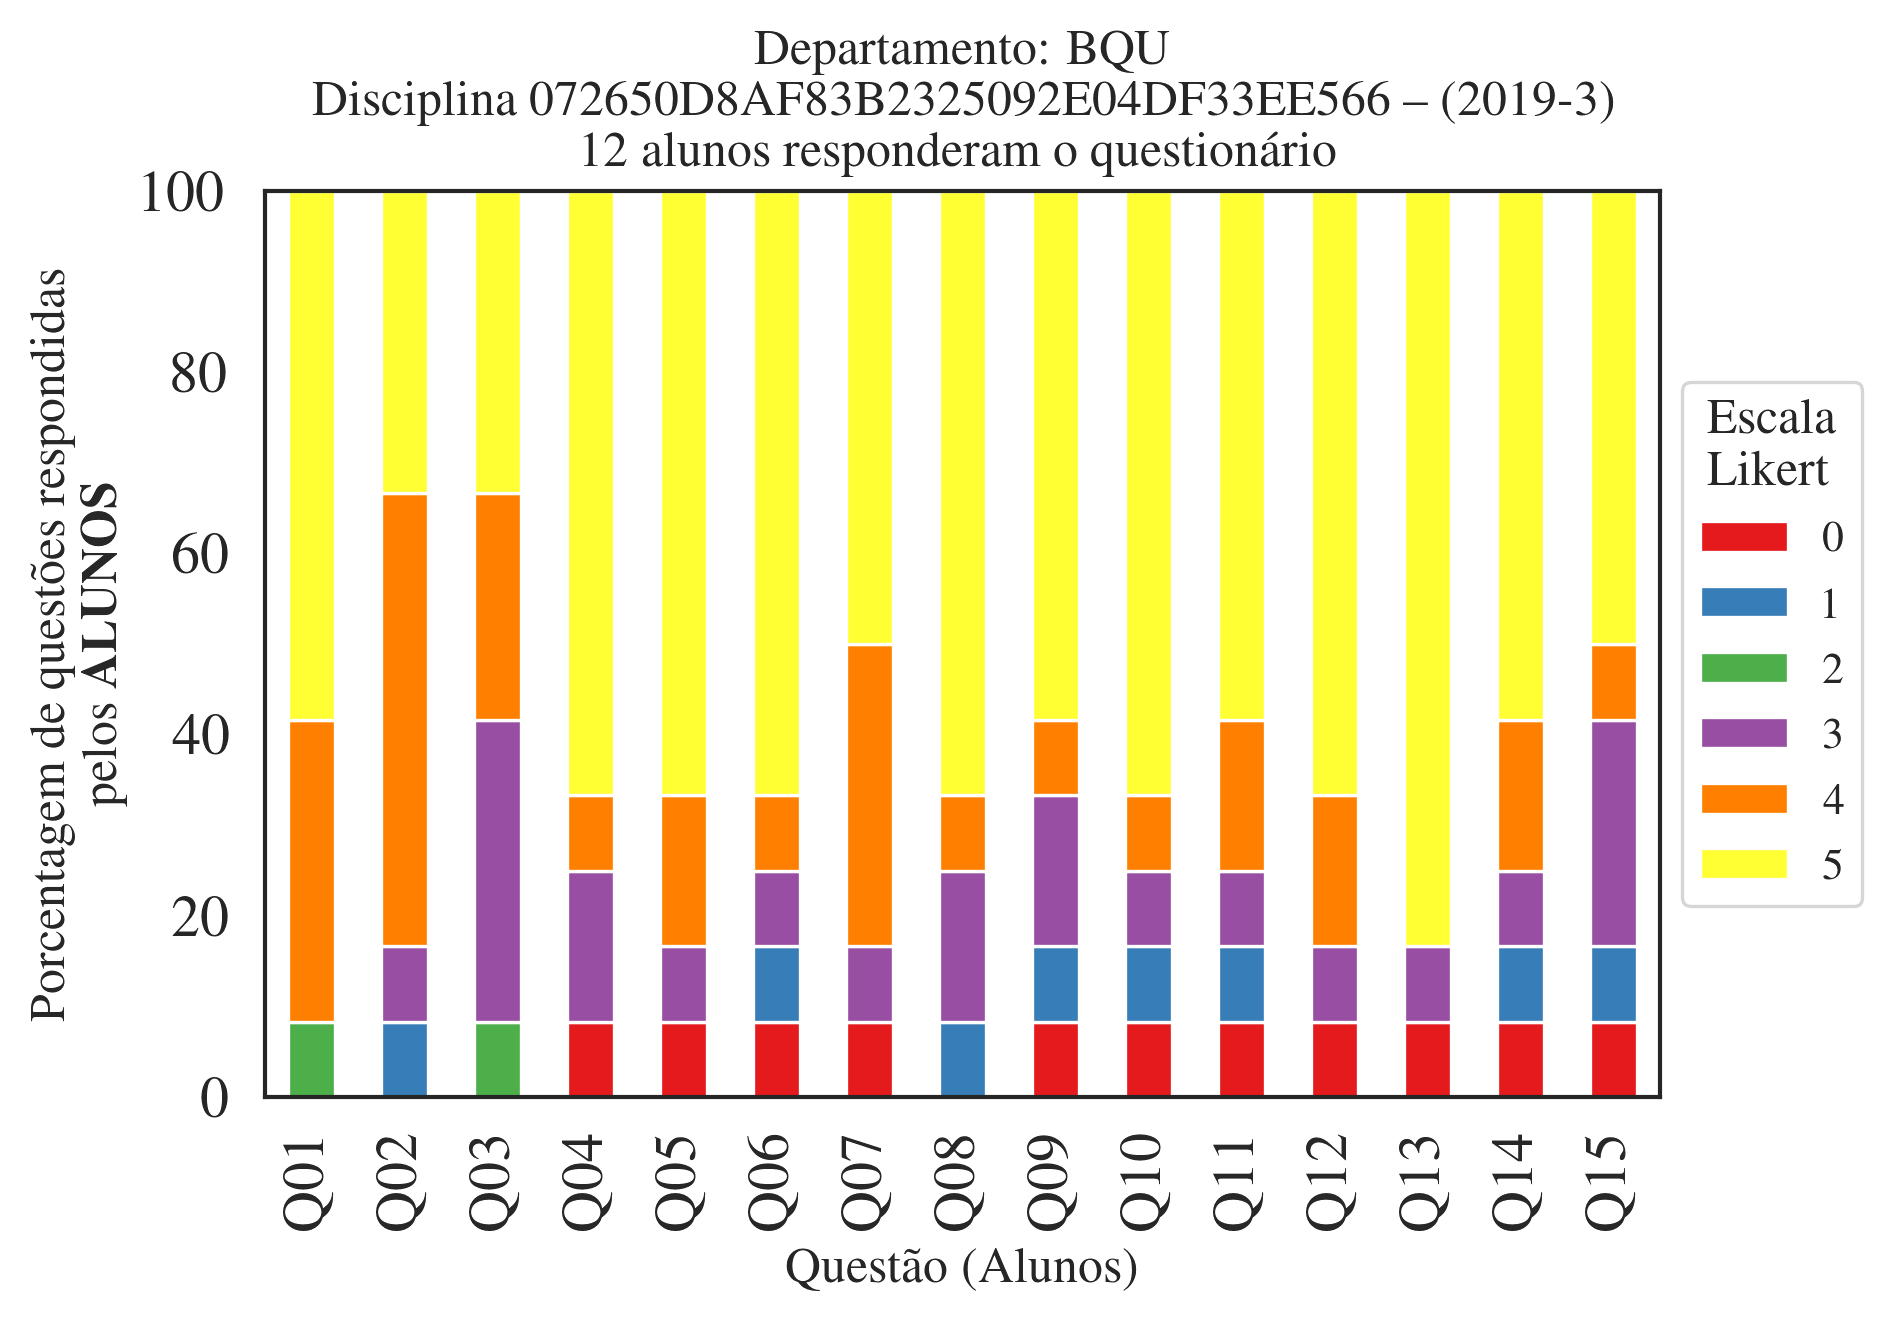 Departamento: BQU
Disciplina 072650D8AF83B2325092E04DF33EE566 – (2019-3)
12 alunos responderam o questionário
Porcentagem de questões respondidas
pelos ALUNOS
100
80
60
40
20
0
Q01
Q02
Q03
Q04
Q05
Q06
Q07
Q08
Q09
Q10
Q11
Q12
Q13
Q14
Q15
Questão (Alunos)
Escala
Likert
0
1
2
3
4
5